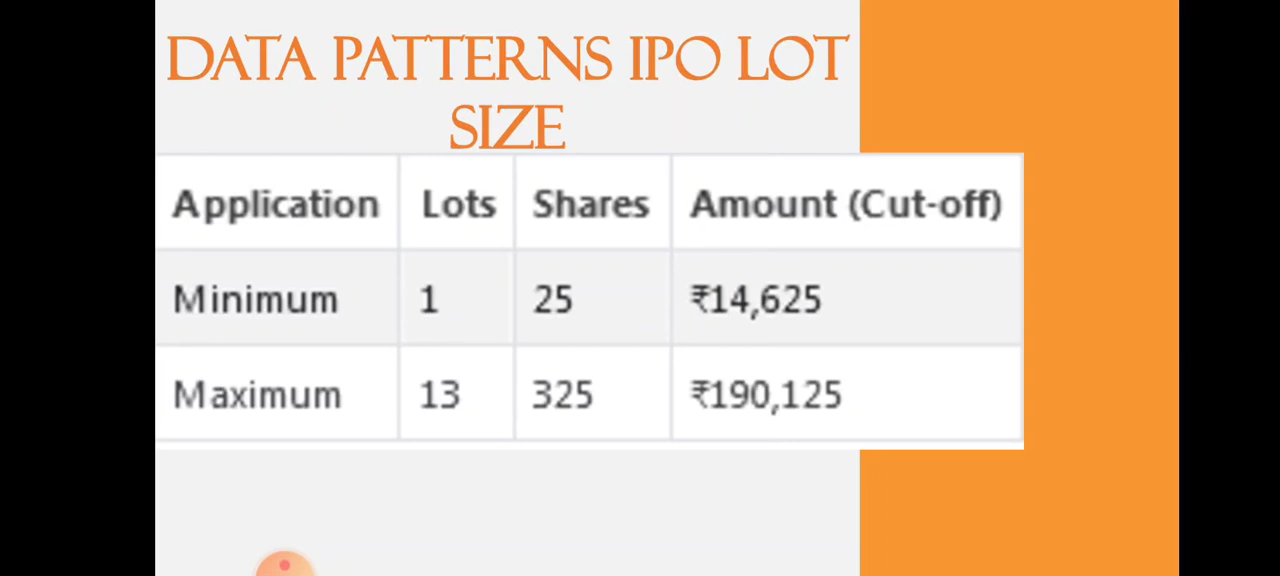 DATA PATTERNS IPO LOT
SIZE
Application Lots Shares Amount (Cut-off)
Minimum 1 25 ₹14,625
Maximum 13 325 ₹190,125